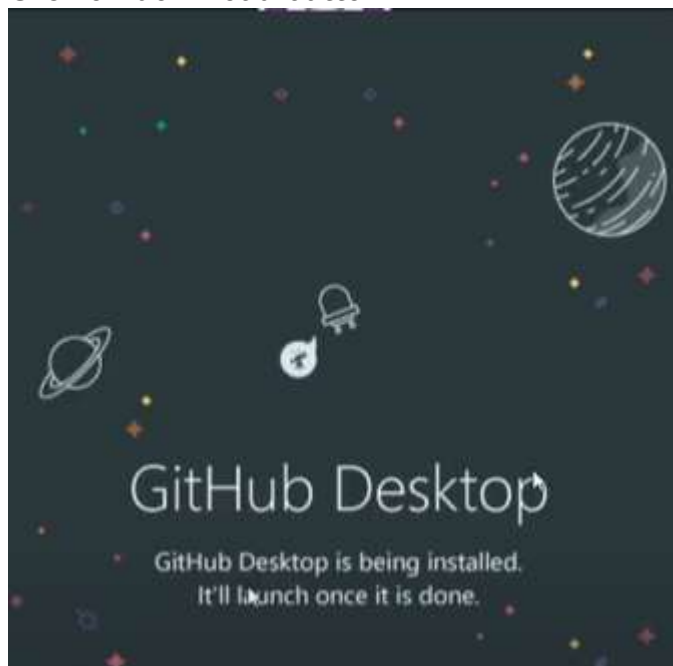 GitHub Desktop
GitHub Desktop is being installed.
It'll launch once it is done.